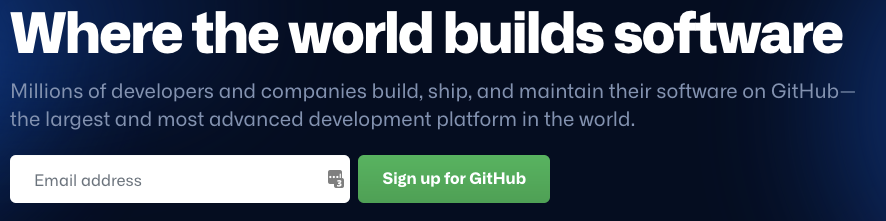 Where the world builds software
Millions of developers and companies build, ship, and maintain their software on GitHub—
the largest and most advanced development platform in the world.
Email address
3
Sign up for GitHub